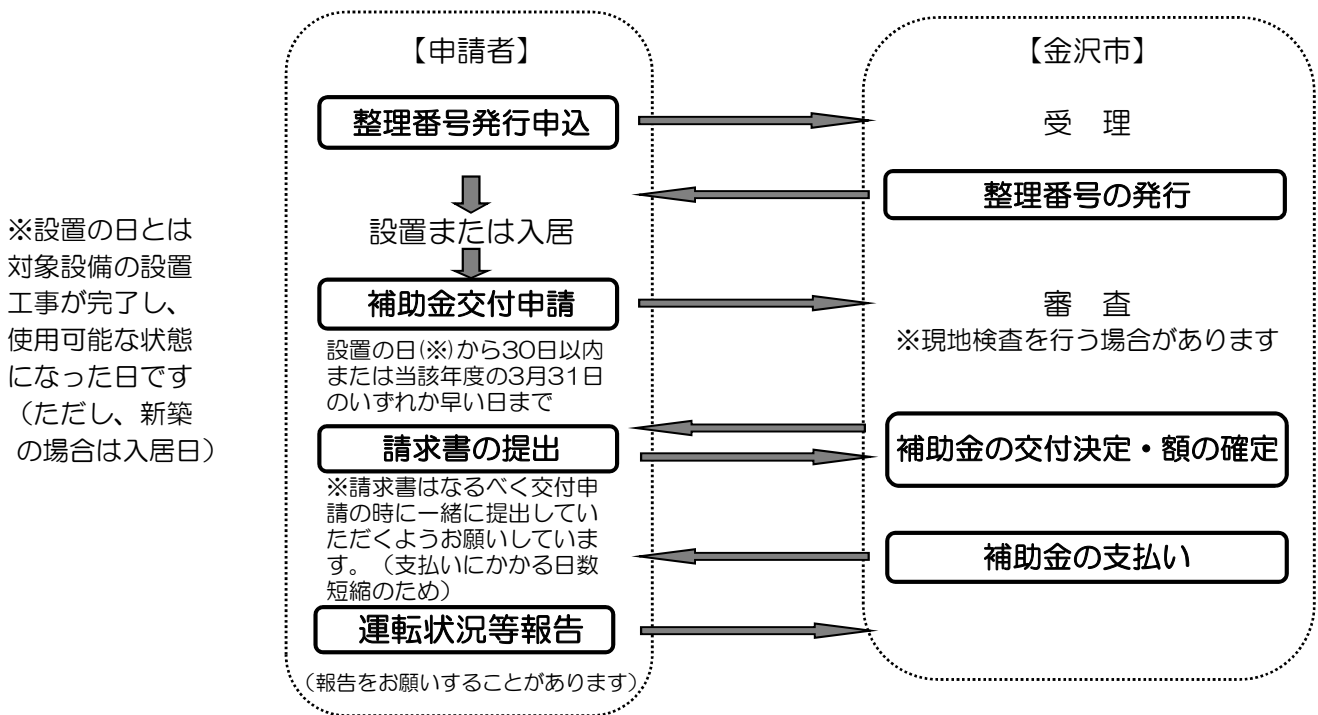 【申請者】
【金沢市】
整理番号発行申込
受　理
整理番号の発行
設置または入居
※設置の日とは
対象設備の設置
工事が完了し、
使用可能な状態
になった日です
（ただし、新築
の場合は入居日）
補助金交付申請
審　査
※現地検査を行う場合があります
設置の日(※)から30日以内
または当該年度の3月31日
のいずれか早い日まで
請求書の提出
補助金の交付決定・額の確定
※請求書はなるべく交付申
請の時に一緒に提出してい
ただくようお願いしていま
す。（支払いにかかる日数
短縮のため）
補助金の支払い
運転状況等報告
（報告をお願いすることがあります）